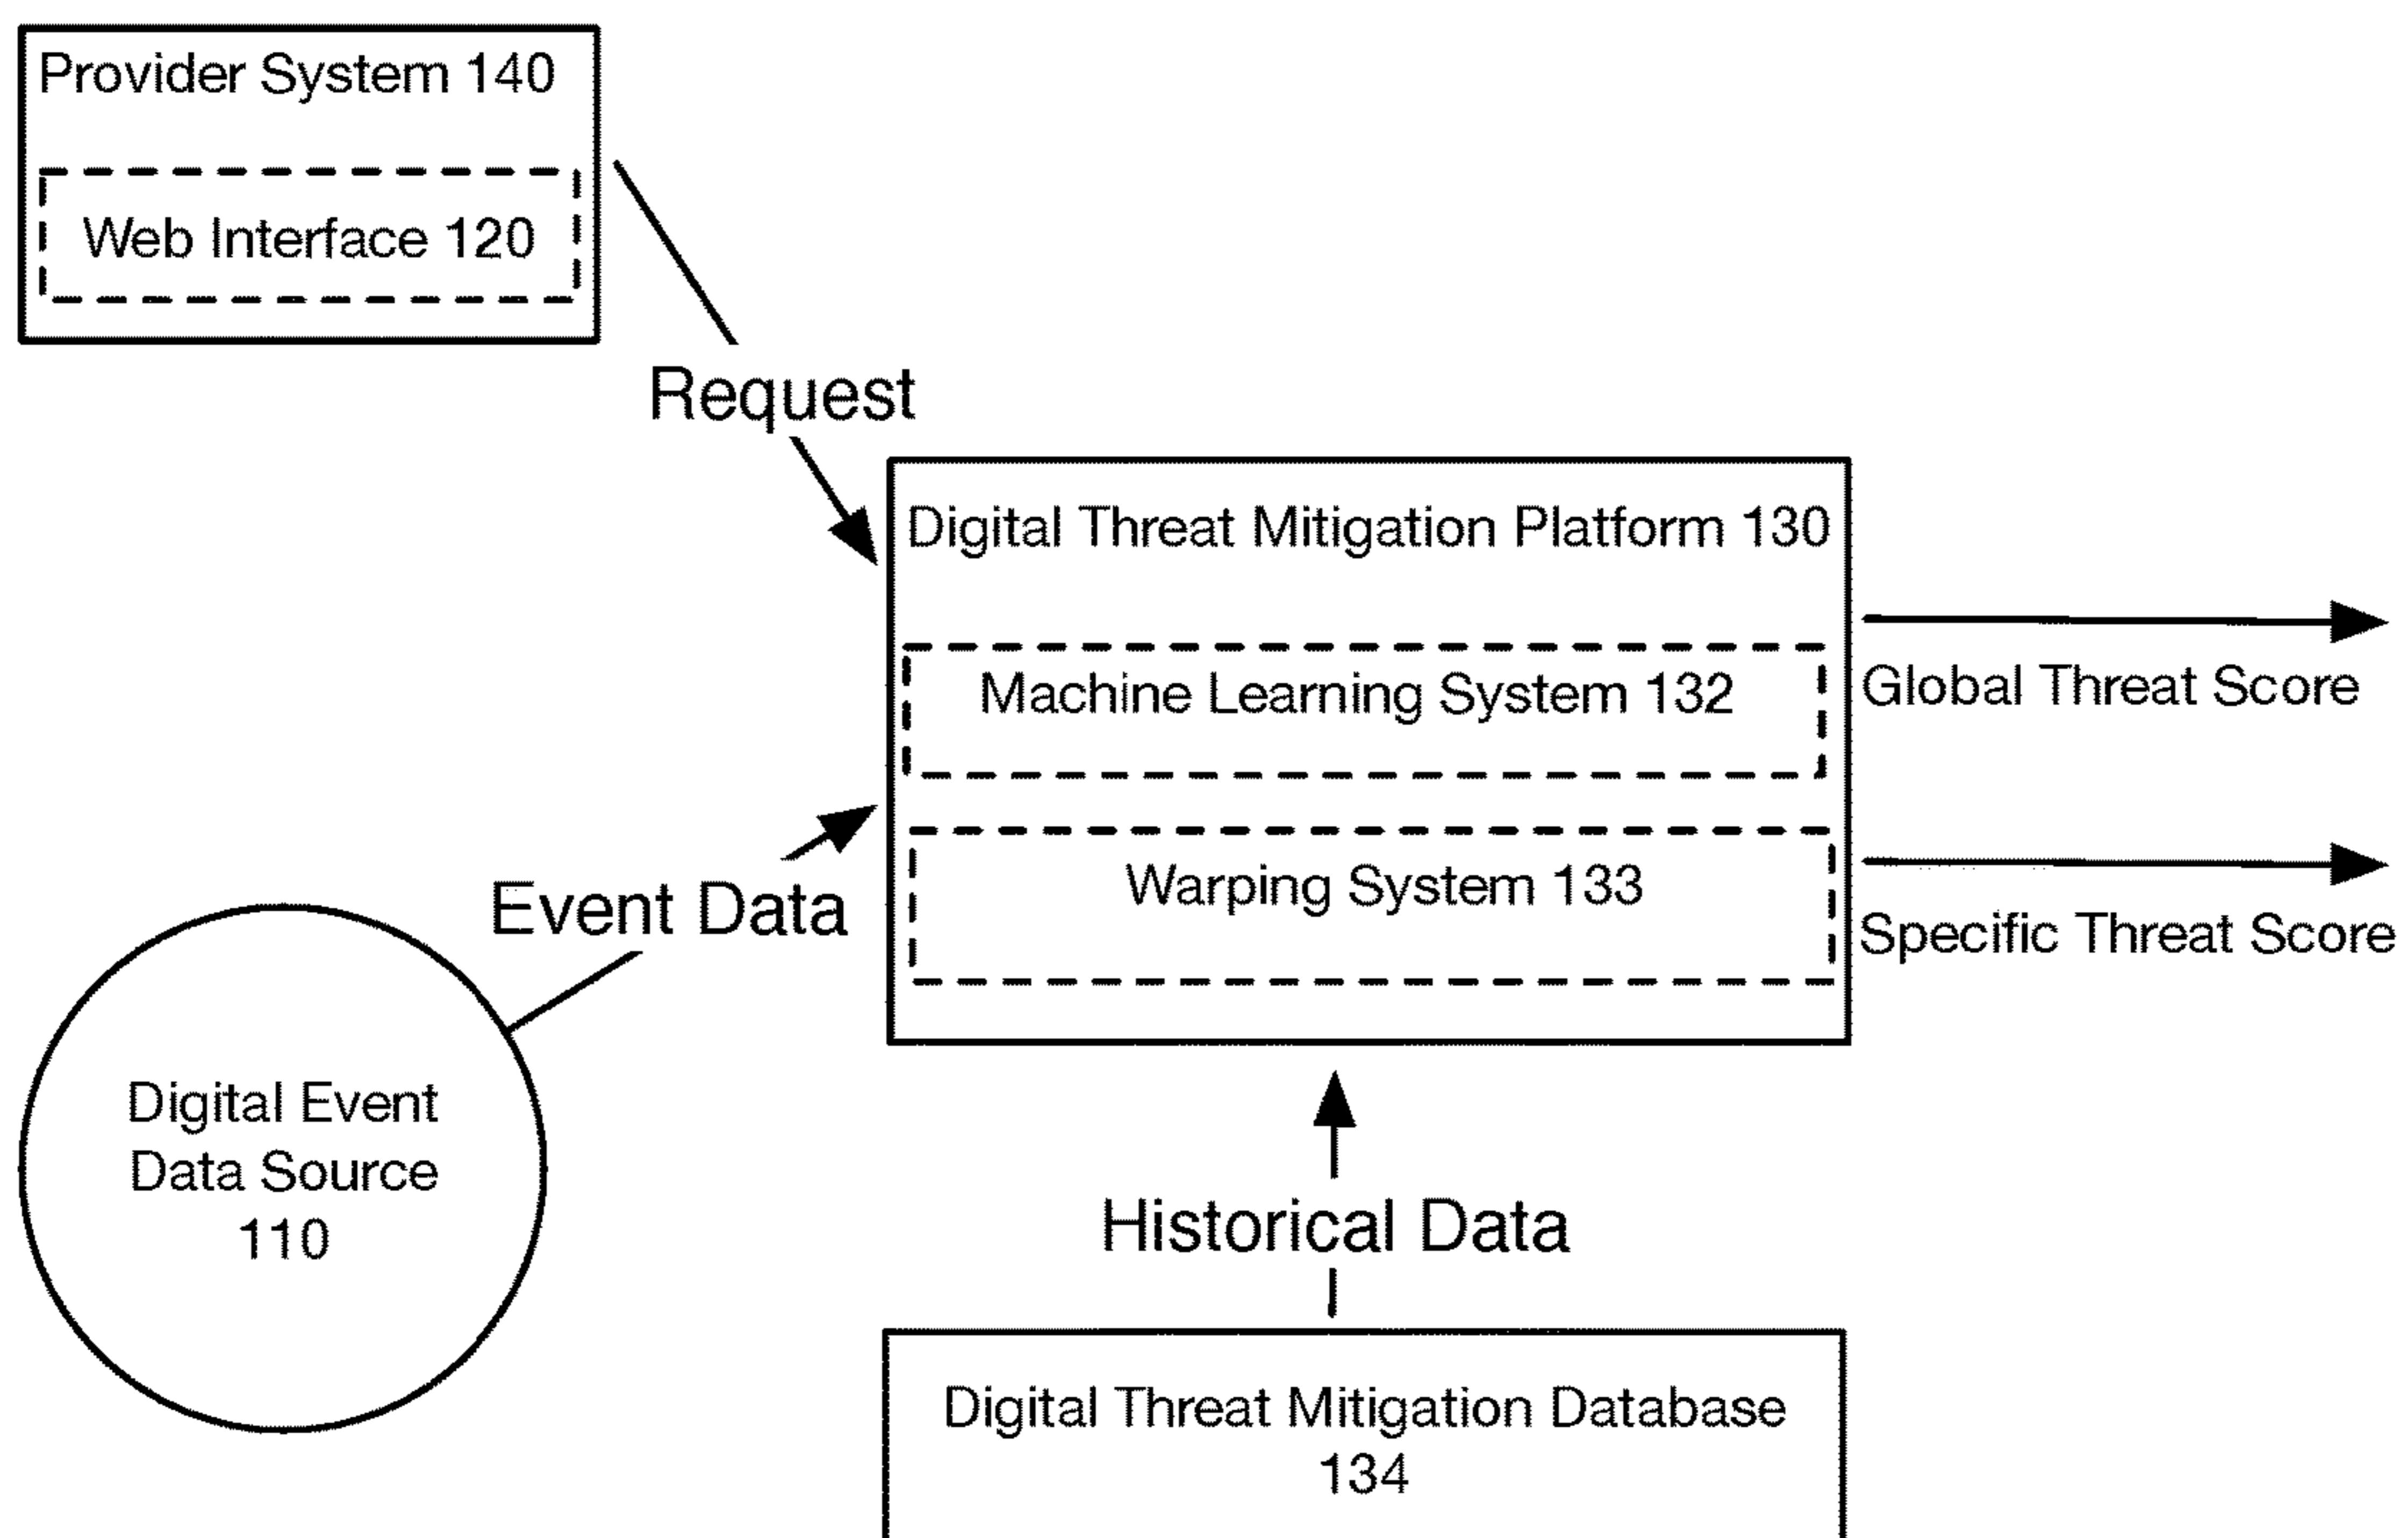 Provider System 140
Web Interface 120
Request
Digital Threat Mitigation Platform 130
Machine Learning System 132
Global Threat Score
Warping System 133
Specific Threat Score
Event Data
Digital Event
Data Source
110
Historical Data
Digital Threat Mitigation Database
134